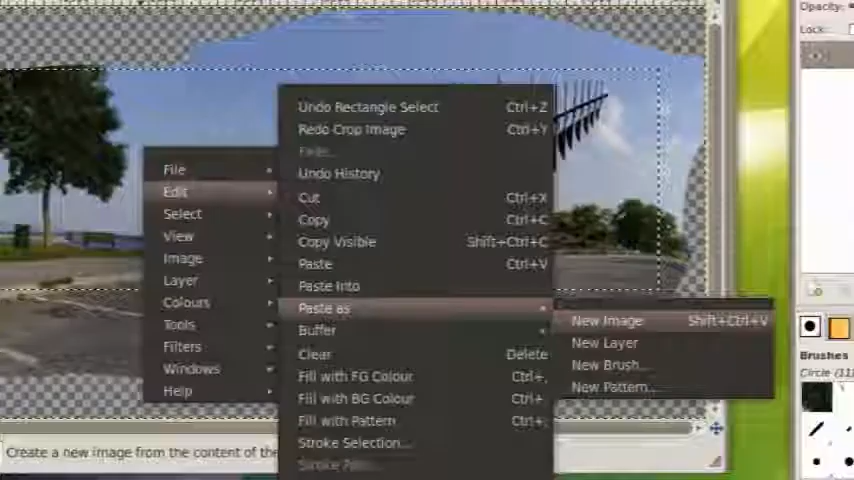 Opacity:
Lock:
File
Edit
Select
View
Image
Layer
Colours
Tools
Filters
Windows
Help
Undo Rectangle Select Ctrl+Z
Redo Crop Image Ctrl+Y
Fade...
Undo History
Cut Ctrl+X
Copy Ctrl+C
Copy Visible Shift+Ctrl+C
Paste Ctrl+V
Paste Into
Paste as
Buffer
Clear Delete
Fill with FG Colour Ctrl+,
Fill with BG Colour Ctrl+
Fill with Pattern Ctrl+;
Stroke Selection...
Stroke
New Image Shift+Ctrl+V
New Layer
New Brush...
New Pattern...
Brushes
Circle (11)
Create a new image from the content of the